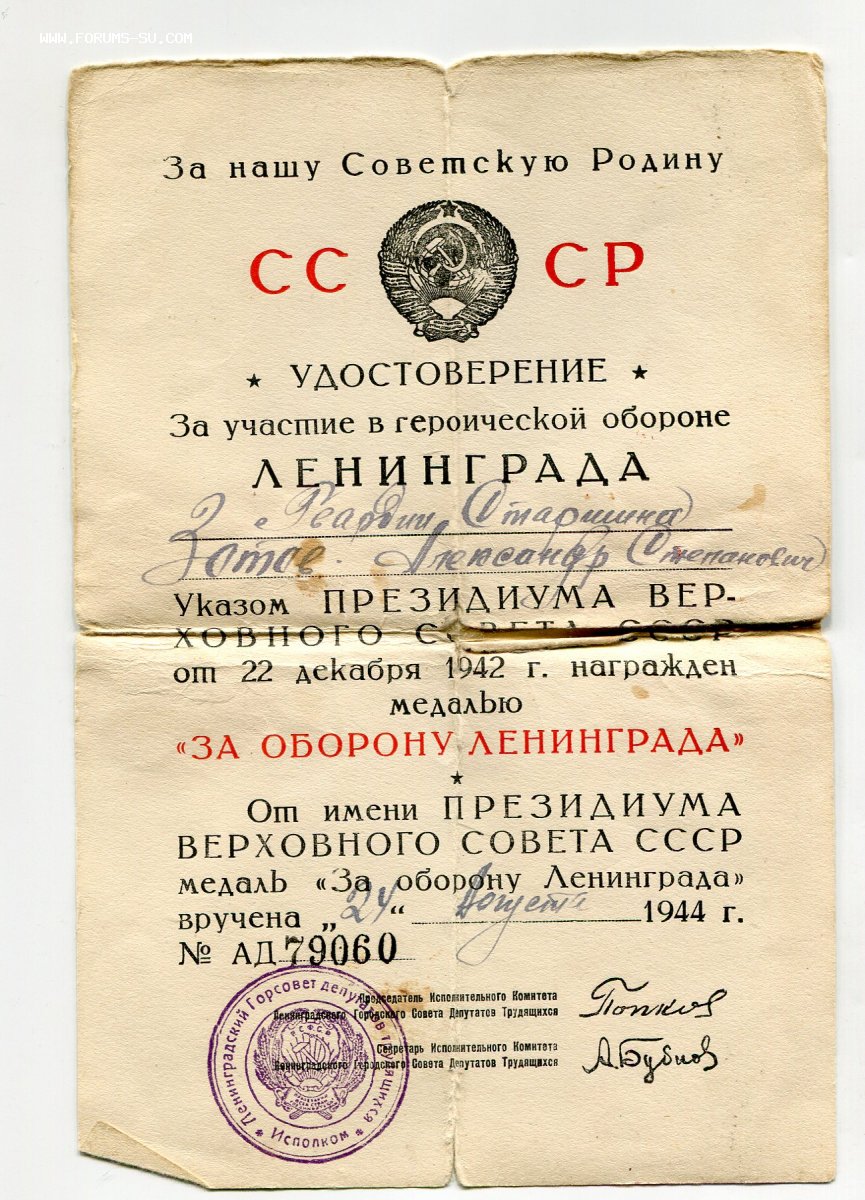 WWW.FORUMS-SU.COM
За нашу Советскую Родину
СССР
★ УДОСТОВЕРЕНИЕ ★
За участие в героической обороне
ЛЕНИНГРАДА
Гвардии Старшина
Зотов Александр Степанович
Указом ПРЕЗИДИУМА ВЕР-
ХОВНОГО СОВЕТА СССР
от 22 декабря 1942 г. награжден
медалью
«ЗА ОБОРОНУ ЛЕНИНГРАДА»
★
От имени ПРЕЗИДИУМА
ВЕРХОВНОГО СОВЕТА СССР
медаль «За оборону Ленинграда»
вручена „24“ Августа 1944 г.
№ АД 79060
Председатель Исполнительного Комитета
Ленинградского Городского Совета Депутатов Трудящихся
Попков
Секретарь Исполнительного Комитета
Ленинградского Городского Совета Депутатов Трудящихся
А. Бубнов
Ленинградский Горсовет депутатов трудящихся
★ Исполком ★
РСФСР